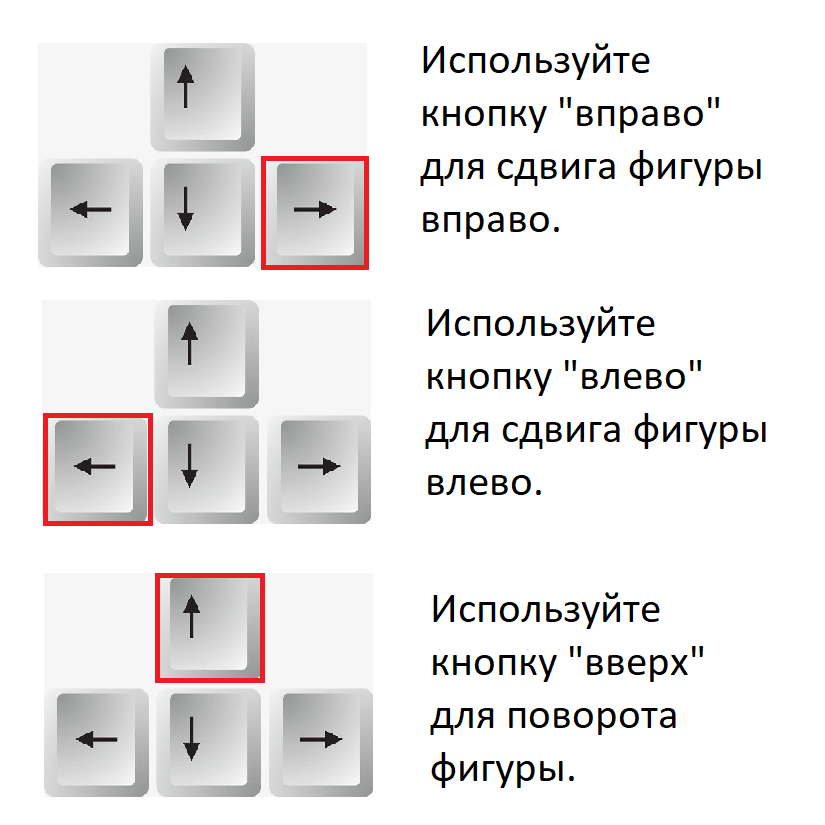 Используйте
кнопку "вправо"
для сдвига фигуры
вправо.
Используйте
кнопку "влево"
для сдвига фигуры
влево.
Используйте
кнопку "вверх"
для поворота
фигуры.